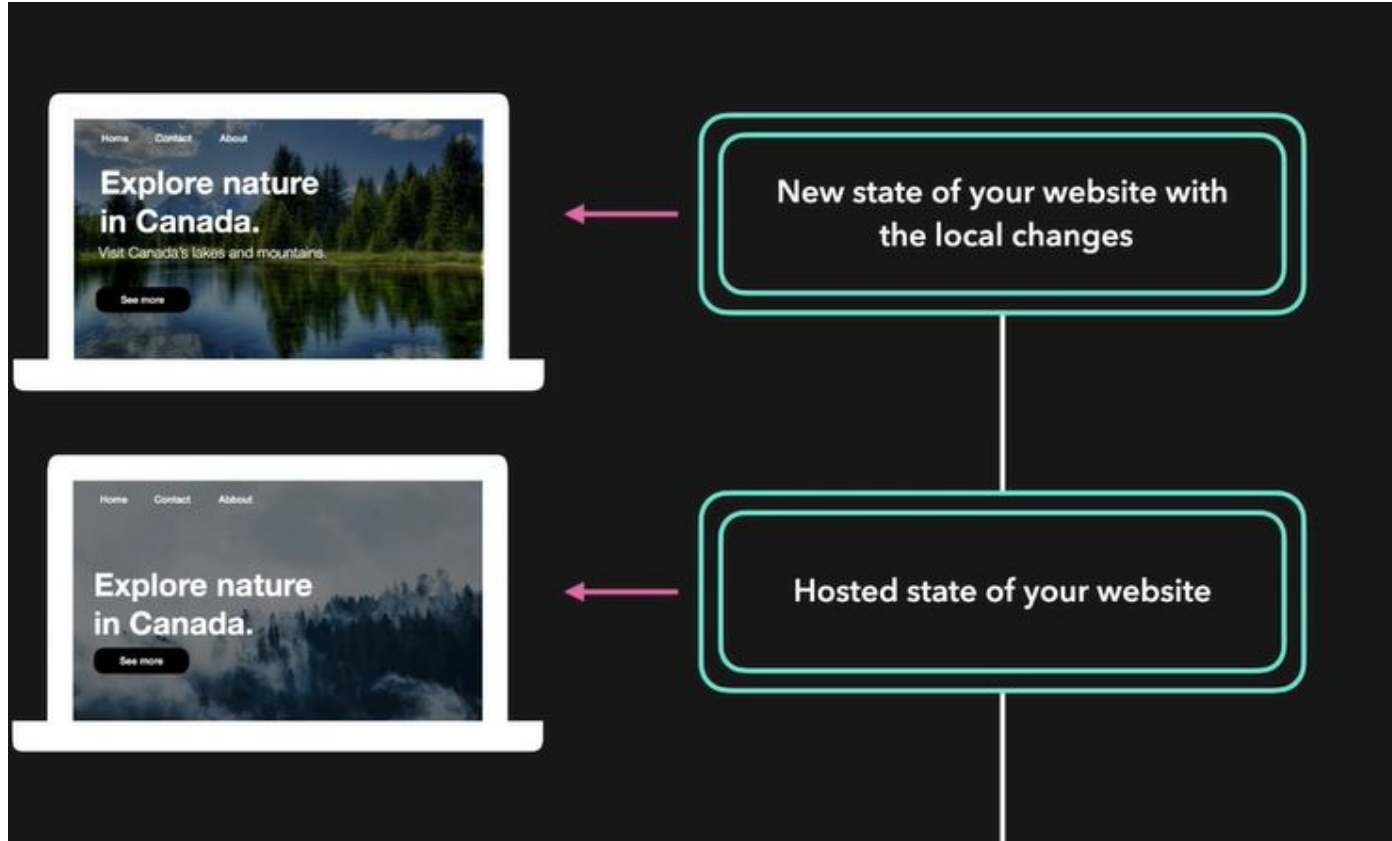 Home Contact About
Explore nature
in Canada.
Visit Canada's lakes and mountains.
See more
New state of your website with
the local changes
Home Contact Abbout
Explore nature
in Canada.
See more
Hosted state of your website